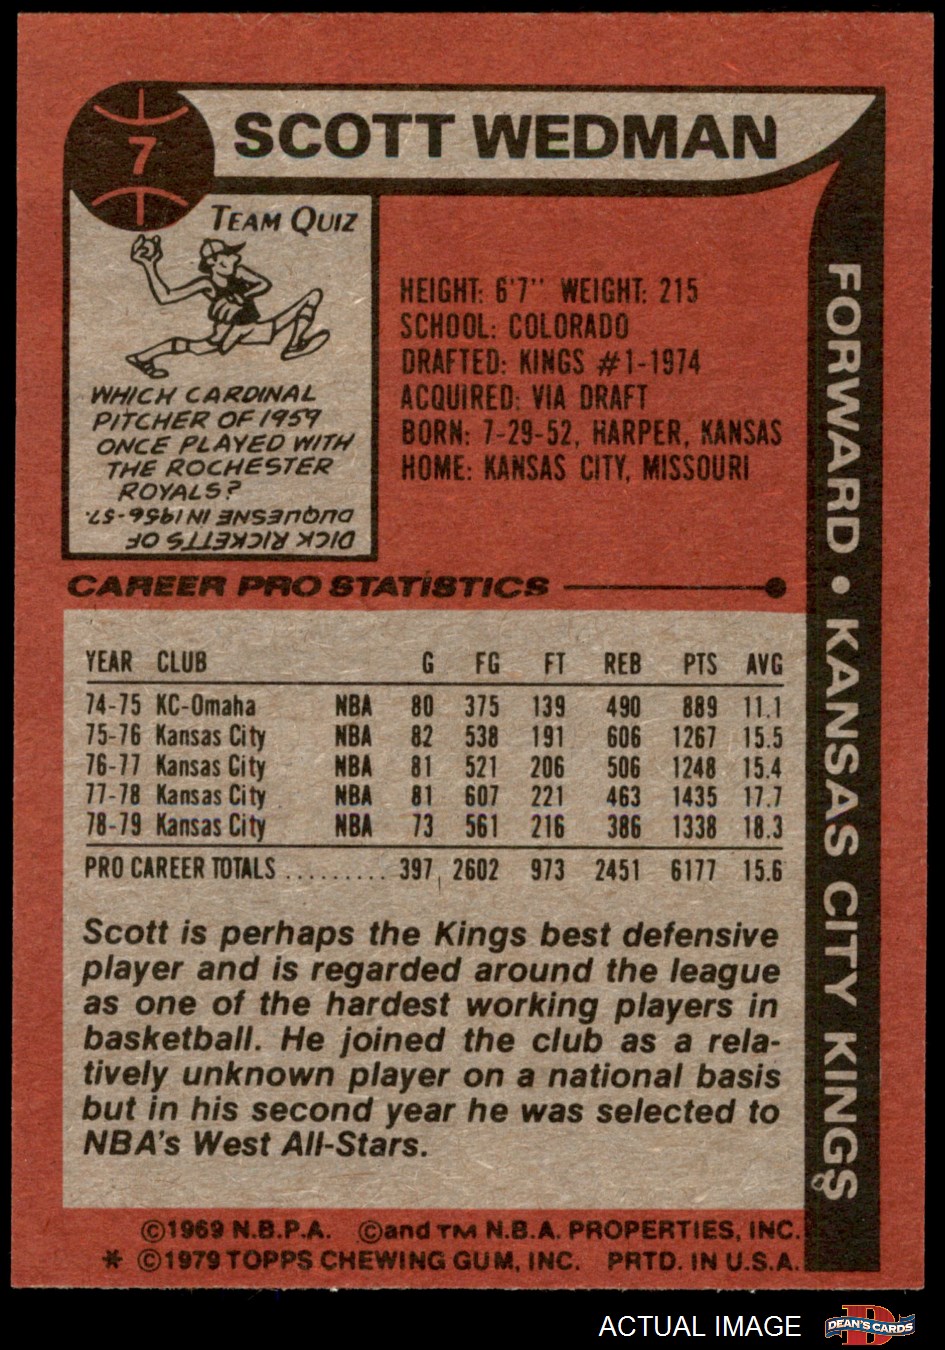 7
SCOTT WEDMAN
TEAM QUIZ
WHICH CARDINAL
PITCHER OF 1959
ONCE PLAYED WITH
THE ROCHESTER
ROYALS?
DICK RICKETTS OF
DUQUESNE IN 1956-57.
HEIGHT: 6'7" WEIGHT: 215
SCHOOL: COLORADO
DRAFTED: KINGS #1-1974
ACQUIRED: VIA DRAFT
BORN: 7-29-52, HARPER, KANSAS
HOME: KANSAS CITY, MISSOURI
FORWARD • KANSAS CITY KINGS
CAREER PRO STATISTICS
YEAR CLUB G FG FT REB PTS AVG
74-75 KC-Omaha NBA 80 375 139 490 889 11.1
75-76 Kansas City NBA 82 538 191 606 1267 15.5
76-77 Kansas City NBA 81 521 206 506 1248 15.4
77-78 Kansas City NBA 81 607 221 463 1435 17.7
78-79 Kansas City NBA 73 561 216 386 1338 18.3
PRO CAREER TOTALS ......... 397 2602 973 2451 6177 15.6
Scott is perhaps the Kings best defensive
player and is regarded around the league
as one of the hardest working players in
basketball. He joined the club as a rela-
tively unknown player on a national basis
but in his second year he was selected to
NBA's West All-Stars.
©1969 N.B.P.A. ©and TM N.B.A. PROPERTIES, INC.
* ©1979 TOPPS CHEWING GUM, INC. PRTD. IN U.S.A.
ACTUAL IMAGE
DEAN'S CARDS